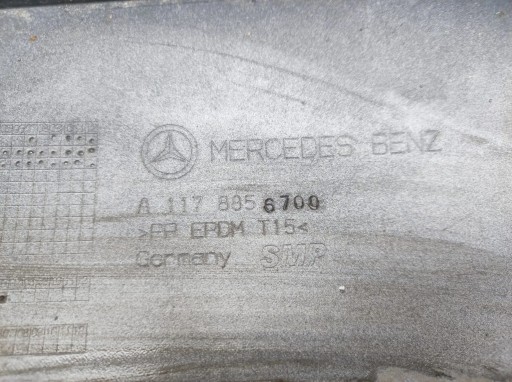 MERCEDES BENZ
A 117 885 6700
>PP EPDM T15<
Germany SMP